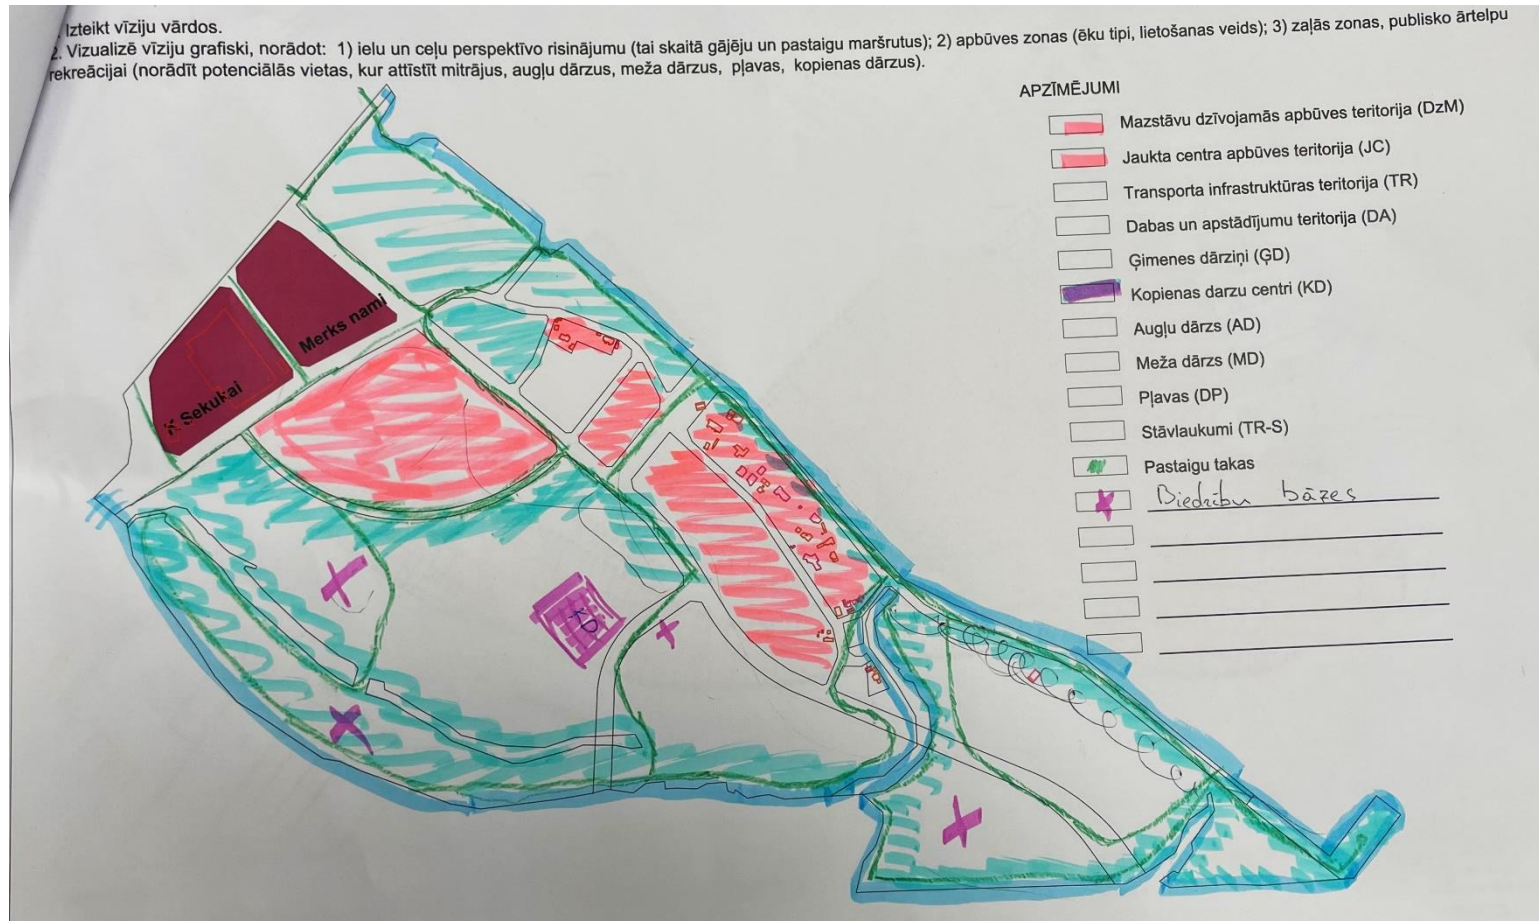 Izteikt vīziju vārdos.
2. Vizualizē vīziju grafiski, norādot: 1) ielu un ceļu perspektīvo risinājumu (tai skaitā gājēju un pastaigu maršrutus); 2) apbūves zonas (ēku tipi, lietošanas veids); 3) zaļās zonas, publisko ārtelpu
rekreācijai (norādīt potenciālās vietas, kur attīstīt mitrājus, augļu dārzus, meža dārzus, pļavas, kopienas dārzus).
APZĪMĒJUMI
Mazstāvu dzīvojamās apbūves teritorija (DzM)
Jaukta centra apbūves teritorija (JC)
Transporta infrastruktūras teritorija (TR)
Dabas un apstādījumu teritorija (DA)
Ģimenes dārziņi (ĢD)
Kopienas darzu centri (KD)
Augļu dārzs (AD)
Meža dārzs (MD)
Pļavas (DP)
Stāvlaukumi (TR-S)
Pastaigu takas
Biedrību bāzes
Merks nami
Sekukai
KD